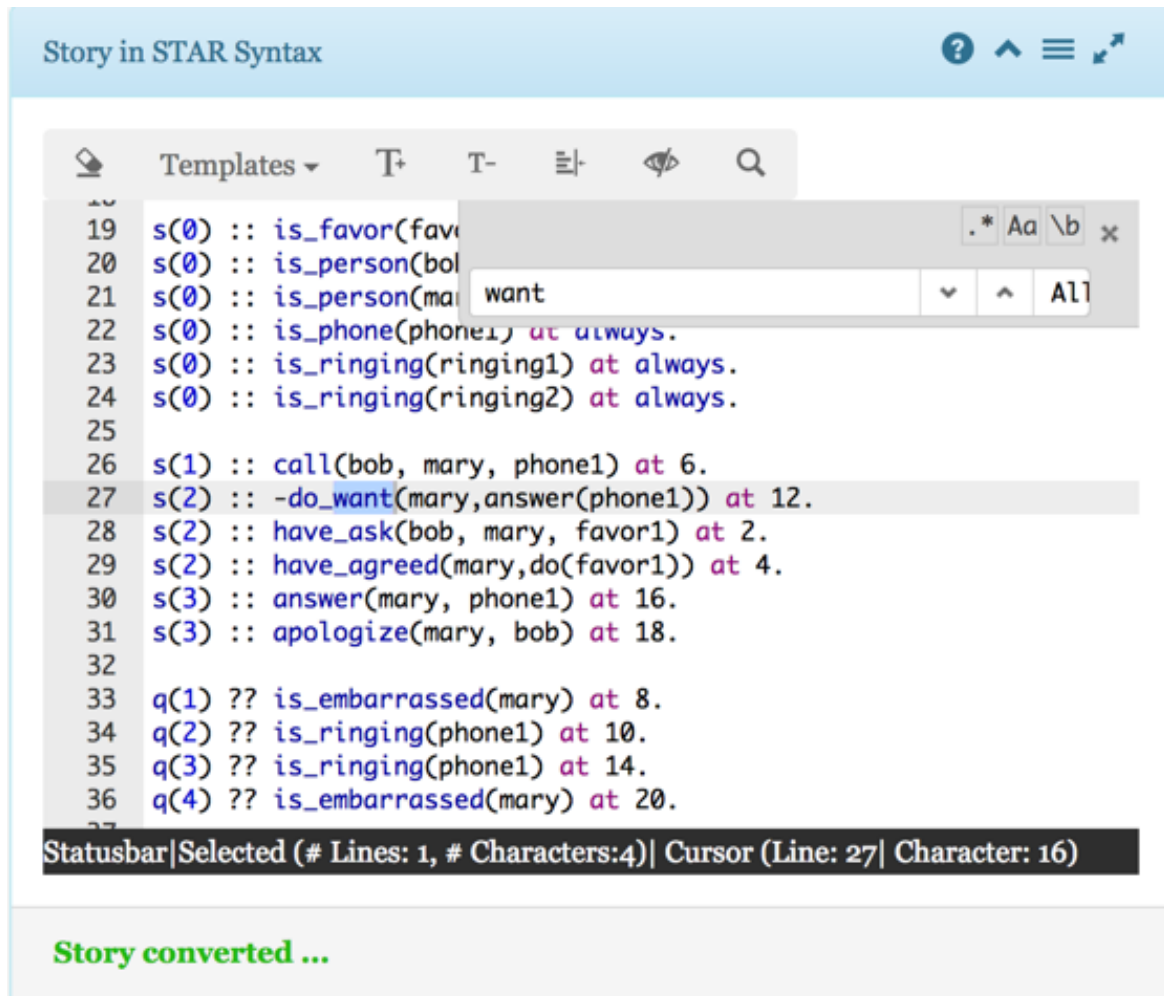 Story in STAR Syntax
Templates
T+
T-
.* Aa \b ×
want
All
19 s(0) :: is_favor(fav
20 s(0) :: is_person(bo
21 s(0) :: is_person(ma
22 s(0) :: is_phone(phone1) at always.
23 s(0) :: is_ringing(ringing1) at always.
24 s(0) :: is_ringing(ringing2) at always.
25
26 s(1) :: call(bob, mary, phone1) at 6.
27 s(2) :: -do_want(mary,answer(phone1)) at 12.
28 s(2) :: have_ask(bob, mary, favor1) at 2.
29 s(2) :: have_agreed(mary,do(favor1)) at 4.
30 s(3) :: answer(mary, phone1) at 16.
31 s(3) :: apologize(mary, bob) at 18.
32
33 q(1) ?? is_embarrassed(mary) at 8.
34 q(2) ?? is_ringing(phone1) at 10.
35 q(3) ?? is_ringing(phone1) at 14.
36 q(4) ?? is_embarrassed(mary) at 20.
Statusbar|Selected (# Lines: 1, # Characters:4)| Cursor (Line: 27| Character: 16)
Story converted ...